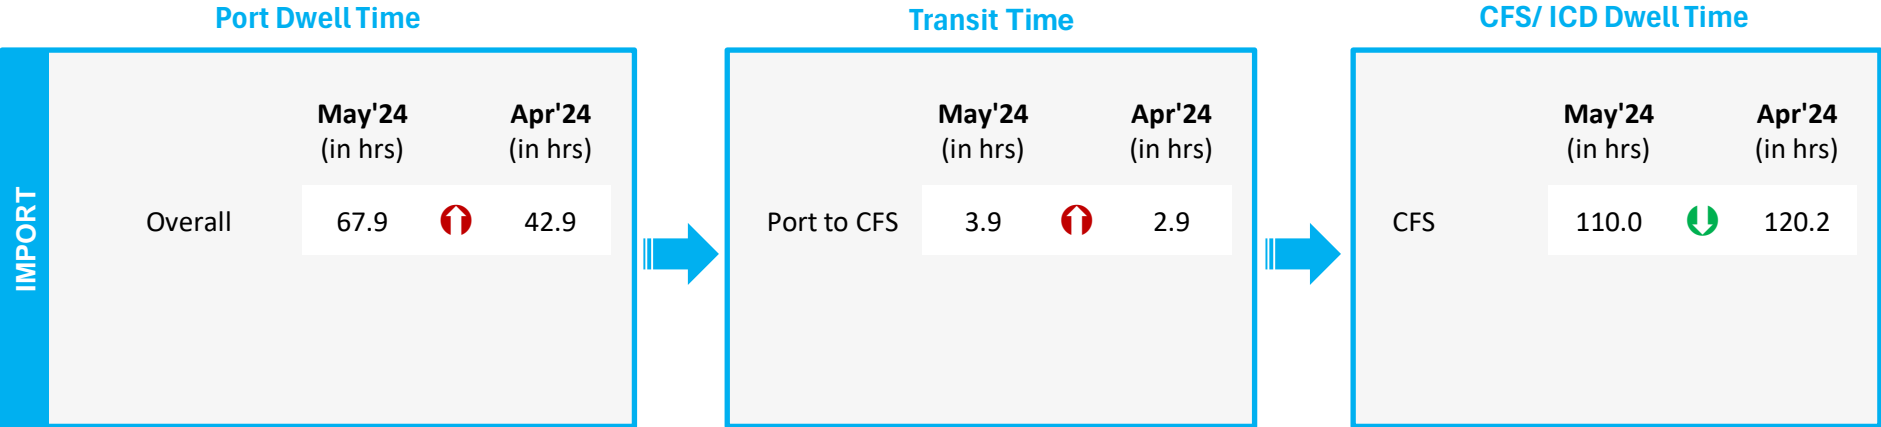 Port Dwell Time
Transit Time
CFS/ ICD Dwell Time
IMPORT
May'24 Apr'24
(in hrs) (in hrs)
Overall 67.9 42.9
May'24 Apr'24
(in hrs) (in hrs)
Port to CFS 3.9 2.9
May'24 Apr'24
(in hrs) (in hrs)
CFS 110.0 120.2